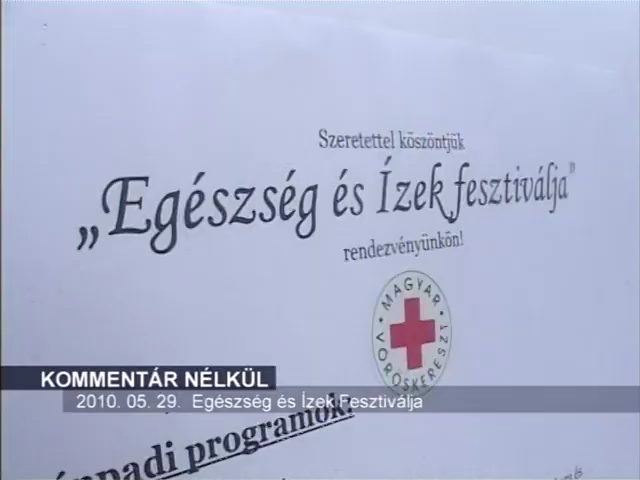 Szeretettel köszöntjük
„Egészség és Ízek fesztiválja”
rendezvényünkön!
MAGYAR VÖRÖSKERESZT
KOMMENTÁR NÉLKÜL
2010. 05. 29. Egészség és Ízek Fesztiválja
programok: